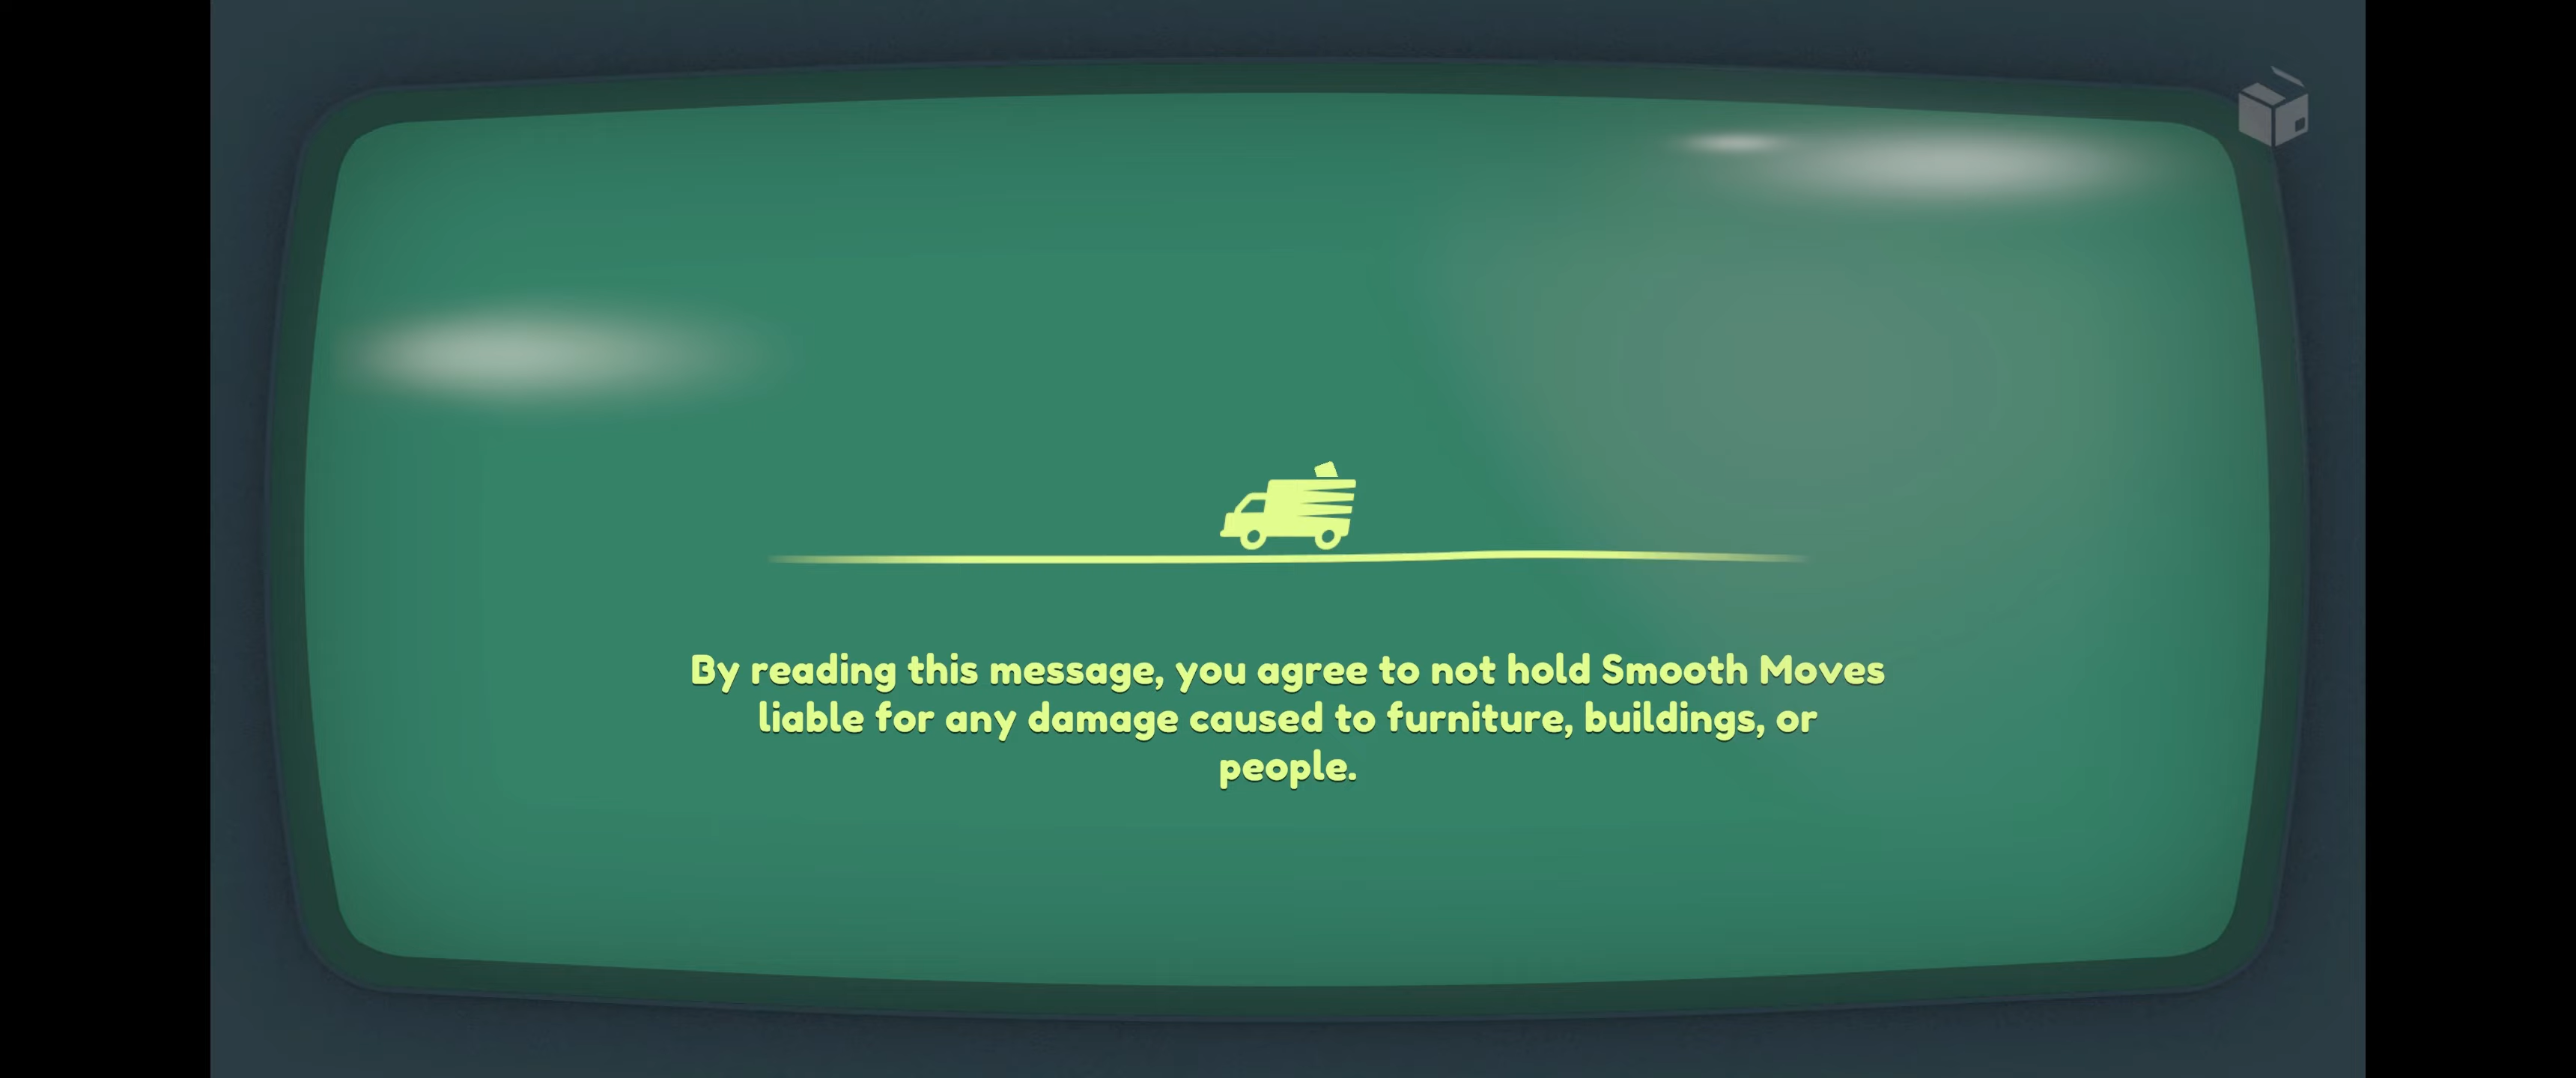 By reading this message, you agree to not hold Smooth Moves
liable for any damage caused to furniture, buildings, or
people.